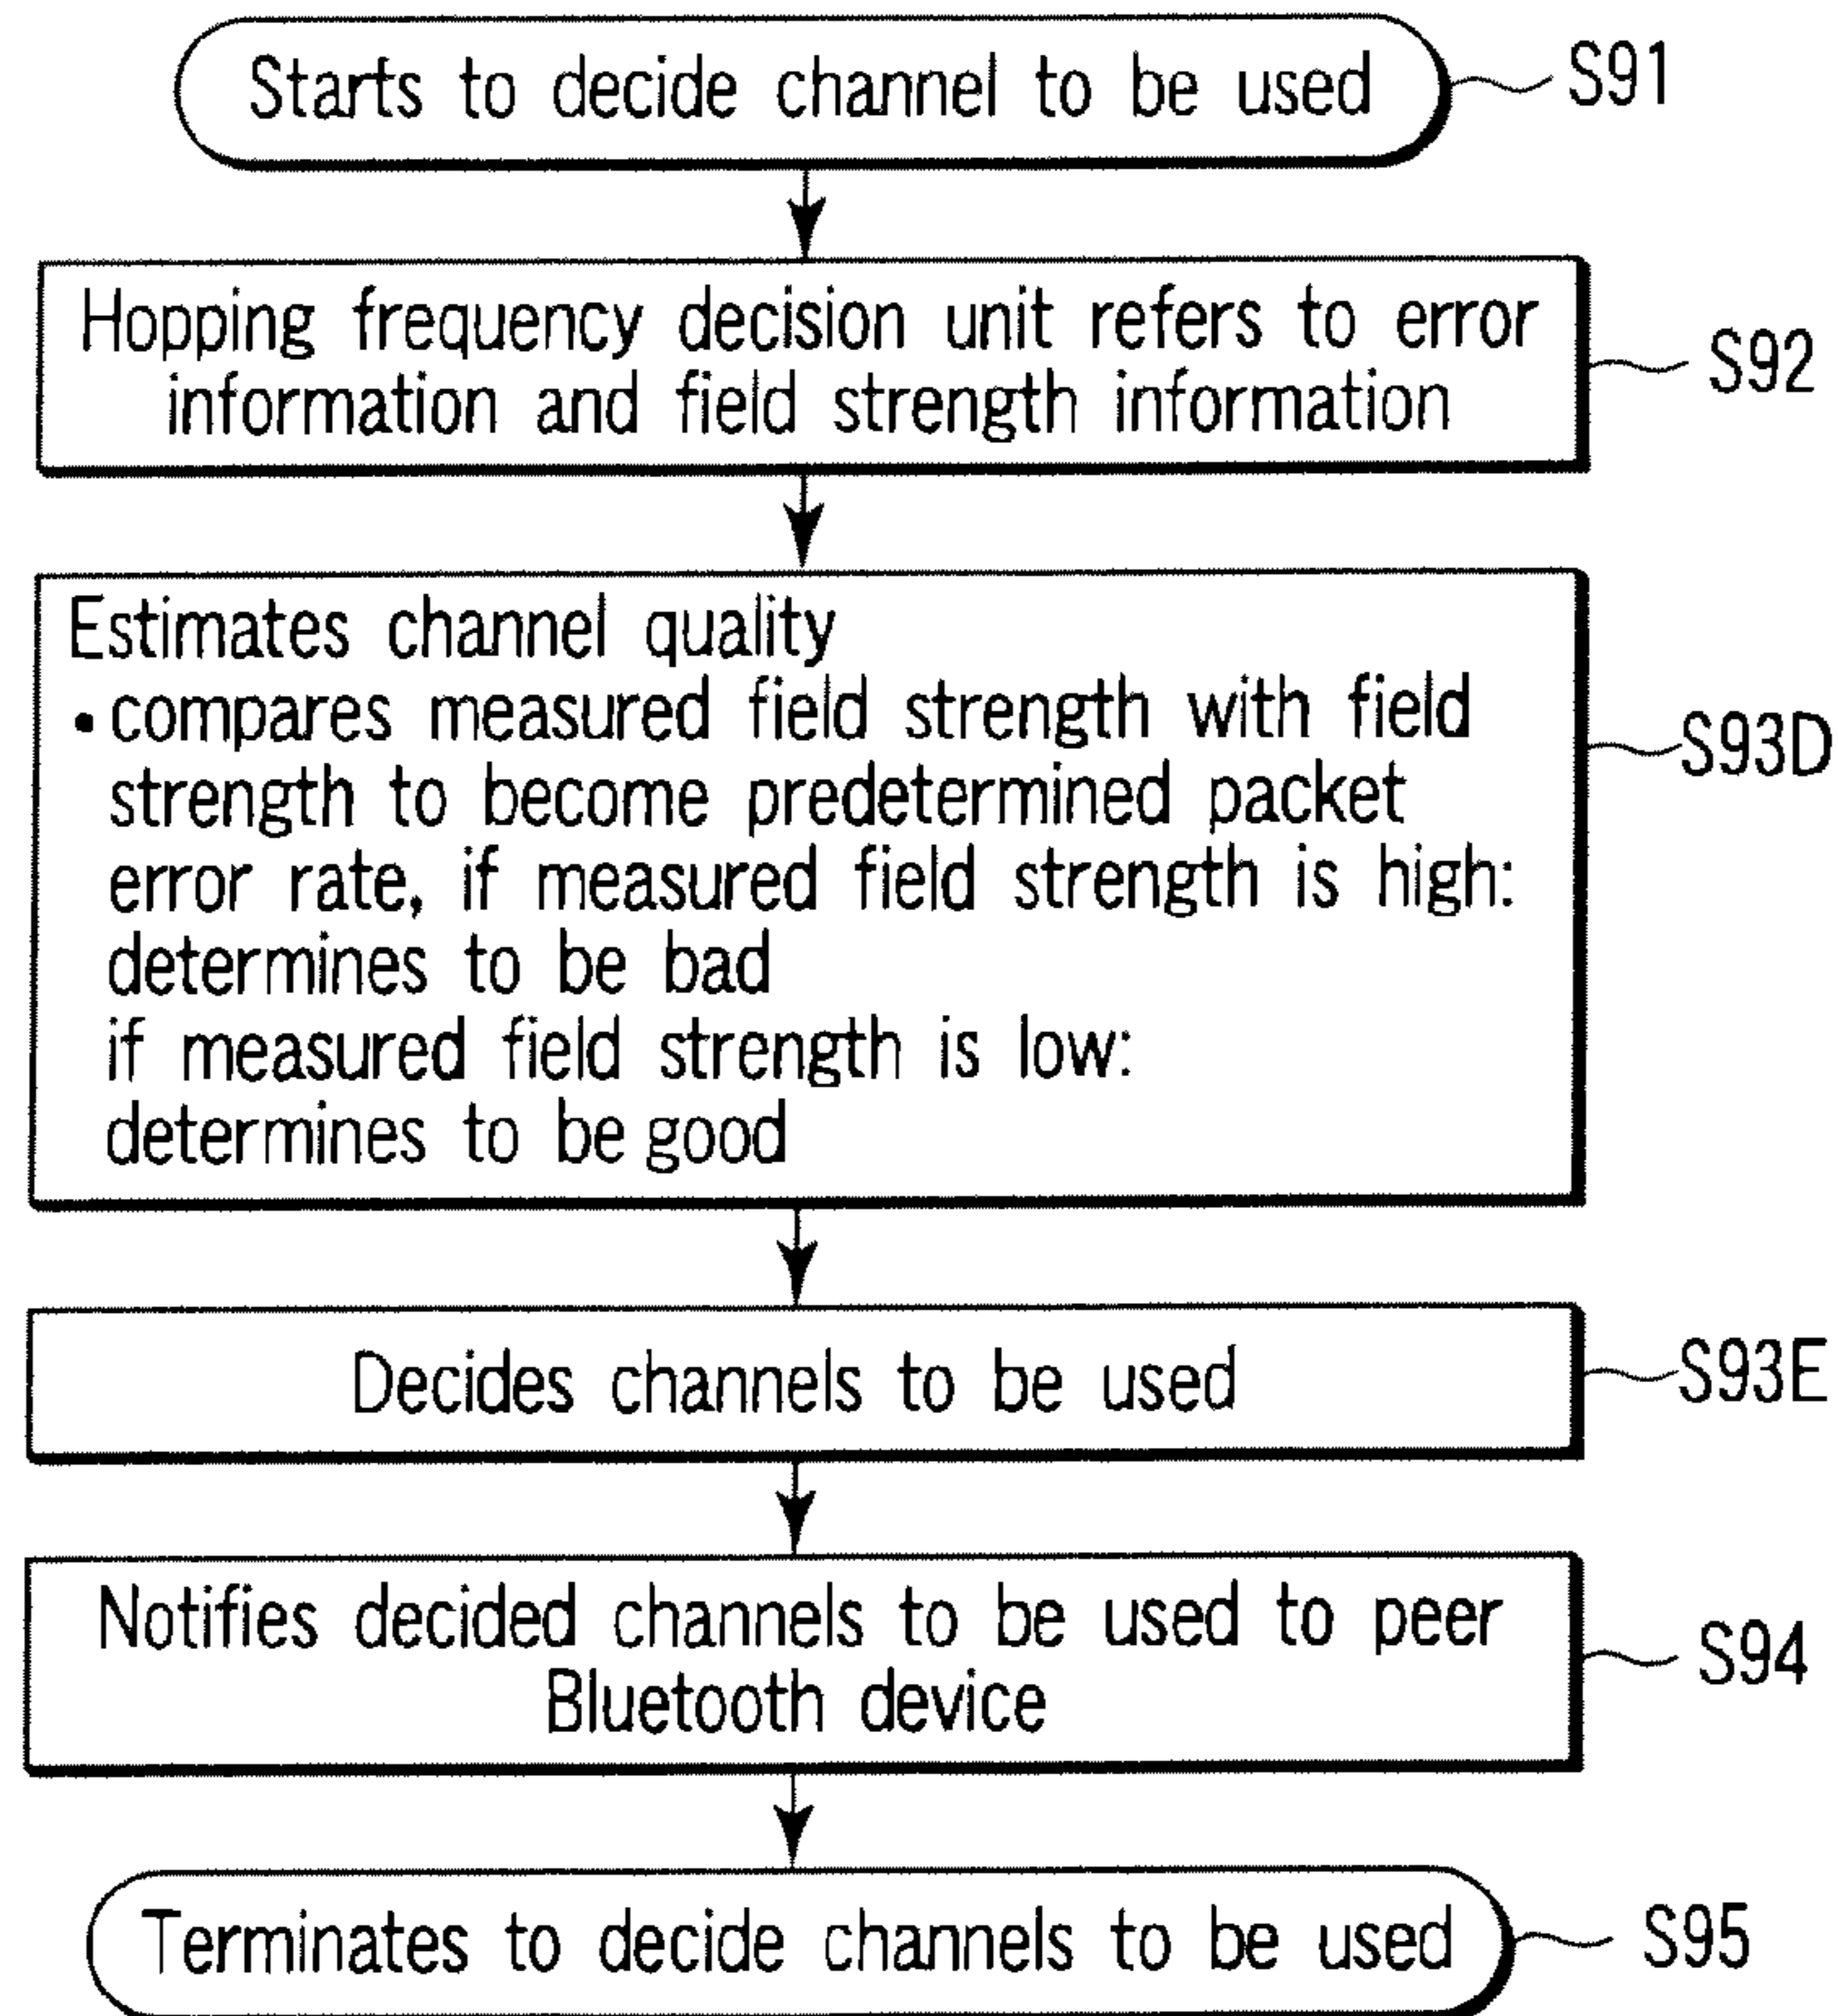 Starts to decide channel to be used
S91
Hopping frequency decision unit refers to error
information and field strength information
S92
Estimates channel quality
• compares measured field strength with field
strength to become predetermined packet
error rate, if measured field strength is high:
determines to be bad
if measured field strength is low:
determines to be good
S93D
Decides channels to be used
S93E
Notifies decided channels to be used to peer
Bluetooth device
S94
Terminates to decide channels to be used
S95